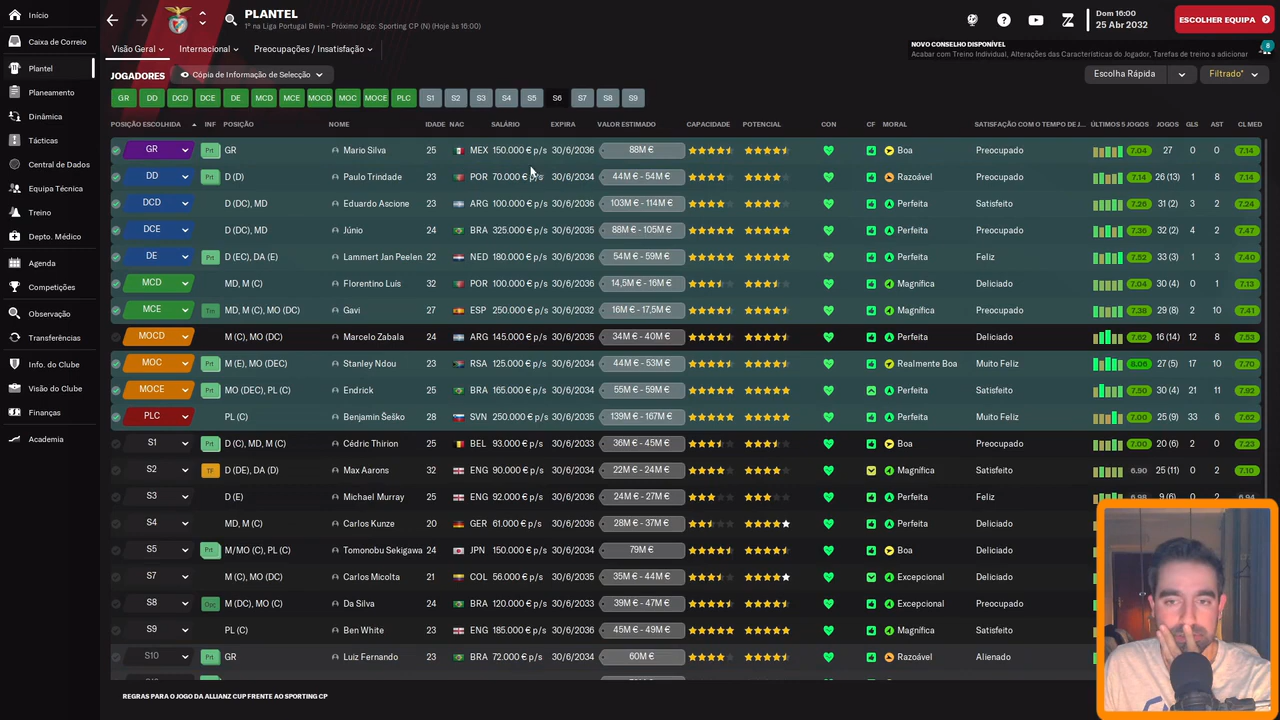 Início
Caixa de Correio
Plantel
Planeamento
Dinâmica
Tácticas
Central de Dados
Equipa Técnica
Treino
Depto. Médico
Agenda
Competições
Observação
Transferências
Info. do Clube
Visão do Clube
Finanças
Academia
PLANTEL
1º na Liga Portugal Bwin - Próximo Jogo: Sporting CP (N) (Hoje às 16:00)
Dom 16:00
25 Abr 2032
ESCOLHER EQUIPA
Visão Geral Internacional Preocupações / Insatisfação
NOVO CONSELHO DISPONÍVEL
Acabar com Treino Individual, Alterações das Características do Jogador, Tarefas de treino a adicionar
8
JOGADORES Cópia de Informação de Selecção Escolha Rápida Filtrado*
GR DD DCD DCE DE MCD MCE MOCD MOC MOCE PLC S1 S2 S3 S4 S5 S6 S7 S8 S9
POSIÇÃO ESCOLHIDA INF POSIÇÃO NOME IDADE NAC SALÁRIO EXPIRA VALOR ESTIMADO CAPACIDADE POTENCIAL CON CF MORAL SATISFAÇÃO COM O TEMPO DE J... ÚLTIMOS 5 JOGOS JOGOS GLS AST CL MED
GR Prt GR Mario Silva 25 MEX 150.000 € p/s 30/6/2036 88M € Boa Preocupado 7.04 27 0 0 7.14
DD Prt D (D) Paulo Trindade 23 POR 70.000 € p/s 30/6/2034 44M € - 54M € Razoável Preocupado 7.14 26 (13) 1 8 7.14
DCD D (DC), MD Eduardo Ascione 23 ARG 100.000 € p/s 30/6/2036 103M € - 114M € Perfeita Satisfeito 7.26 31 (2) 3 2 7.24
DCE D (DC), MD Júnio 24 BRA 325.000 € p/s 30/6/2035 88M € - 105M € Perfeita Satisfeito 7.36 32 (2) 4 2 7.47
DE Prt D (EC), DA (E) Lammert Jan Peelen 22 NED 180.000 € p/s 30/6/2036 54M € - 59M € Perfeita Feliz 7.52 33 (3) 1 3 7.40
MCD MD, M (C) Florentino Luís 32 POR 100.000 € p/s 30/6/2034 14,5M € - 16M € Magnífica Deliciado 7.04 30 (4) 0 1 7.13
MCE Tm MD, M (C), MO (DC) Gavi 27 ESP 250.000 € p/s 30/6/2032 16M € - 17,5M € Magnífica Preocupado 7.38 29 (8) 2 10 7.41
MOCD M (C), MO (DC) Marcelo Zabala 24 ARG 145.000 € p/s 30/6/2035 34M € - 40M € Perfeita Deliciado 7.62 16 (14) 12 8 7.53
MOC Prt M (E), MO (DEC) Stanley Ndou 24 RSA 125.000 € p/s 30/6/2034 44M € - 53M € Realmente Boa Muito Feliz 8.06 27 (5) 17 10 7.70
MOCE Prt MO (DEC), PL (C) Endrick 25 BRA 165.000 € p/s 30/6/2034 55M € - 59M € Perfeita Satisfeito 7.50 30 (4) 21 11 7.92
PLC PL (C) Benjamin Šeško 28 SVN 250.000 € p/s 30/6/2035 139M € - 167M € Perfeita Muito Feliz 7.00 25 (9) 33 6 7.62
S1 Prt D (C), MD, M (C) Cédric Thirion 25 BEL 93.000 € p/s 30/6/2033 36M € - 45M € Boa Preocupado 7.00 20 (6) 2 0 7.23
S2 TF D (DE), DA (D) Max Aarons 32 ENG 90.000 € p/s 30/6/2034 22M € - 24M € Magnífica Satisfeito 6.90 25 (11) 0 2 7.10
S3 D (E) Michael Murray 23 ENG 92.000 € p/s 30/6/2034 24M € - 27M € Perfeita Feliz 6.98 9 (6) 0 2 6.94
S4 MD, M (C) Carlos Kunze 20 GER 61.000 € p/s 30/6/2034 28M € - 37M € Perfeita Deliciado
S5 Prt M/MO (C), PL (C) Tomonobu Sekigawa 24 JPN 150.000 € p/s 30/6/2034 79M € Boa Deliciado
S7 M (C), MO (DC) Carlos Micolta 21 COL 56.000 € p/s 30/6/2035 35M € - 44M € Excepcional Deliciado
S8 Opç M (DC), MO (C) Da Silva 24 BRA 120.000 € p/s 30/6/2034 39M € - 47M € Excepcional Preocupado
S9 PL (C) Ben White 23 ENG 185.000 € p/s 30/6/2034 45M € - 49M € Magnífica Satisfeito
S10 Prt GR Luiz Fernando 23 BRA 72.000 € p/s 30/6/2034 60M € Razoável Alienado
REGRAS PARA O JOGO DA ALLIANZ CUP FRENTE AO SPORTING CP